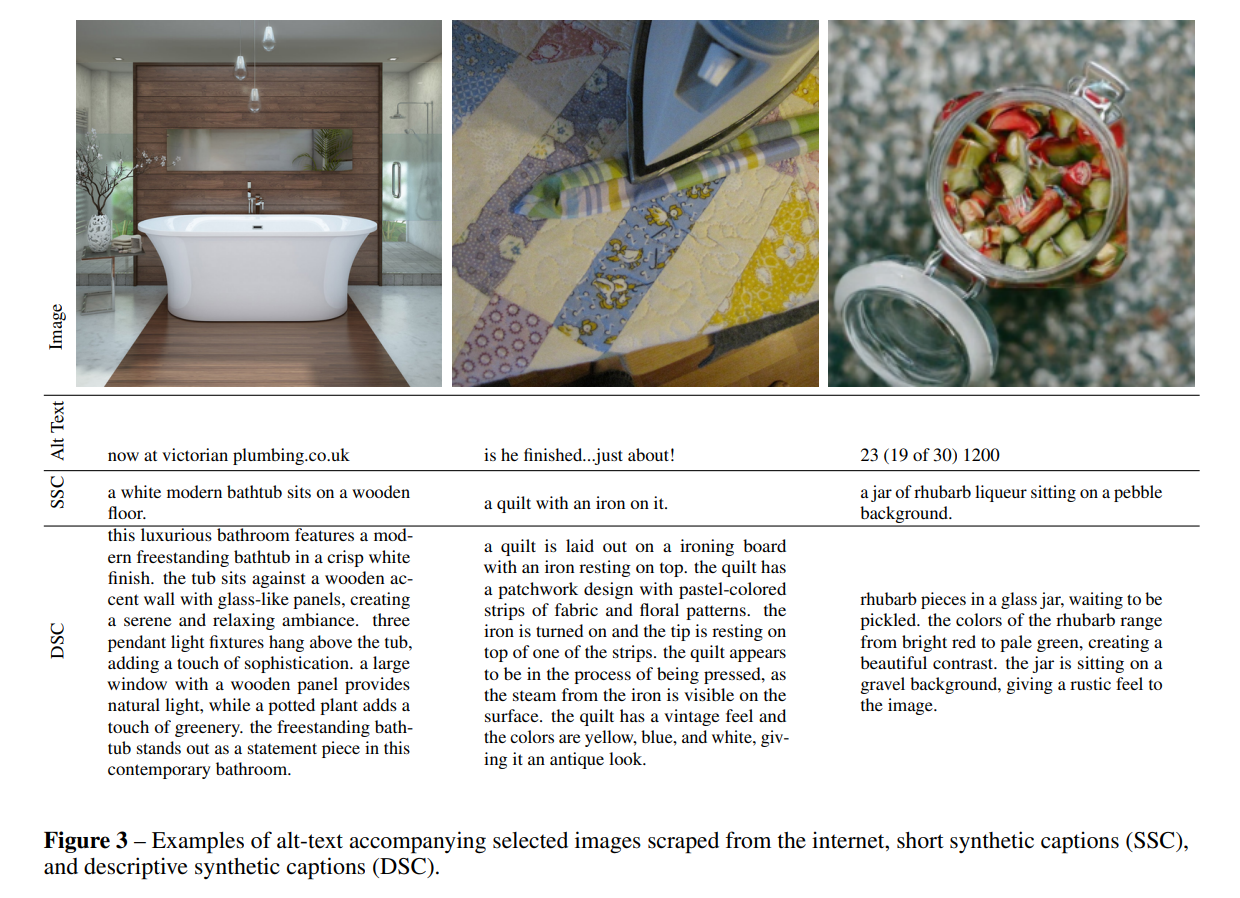 Image
Alt Text
now at victorian plumbing.co.uk
is he finished...just about!
23 (19 of 30) 1200
SSC
a white modern bathtub sits on a wooden
floor.
a quilt with an iron on it.
a jar of rhubarb liqueur sitting on a pebble
background.
DSC
this luxurious bathroom features a mod-
ern freestanding bathtub in a crisp white
finish. the tub sits against a wooden ac-
cent wall with glass-like panels, creating
a serene and relaxing ambiance. three
pendant light fixtures hang above the tub,
adding a touch of sophistication. a large
window with a wooden panel provides
natural light, while a potted plant adds a
touch of greenery. the freestanding bath-
tub stands out as a statement piece in this
contemporary bathroom.
a quilt is laid out on a ironing board
with an iron resting on top. the quilt has
a patchwork design with pastel-colored
strips of fabric and floral patterns. the
iron is turned on and the tip is resting on
top of one of the strips. the quilt appears
to be in the process of being pressed, as
the steam from the iron is visible on the
surface. the quilt has a vintage feel and
the colors are yellow, blue, and white, giv-
ing it an antique look.
rhubarb pieces in a glass jar, waiting to be
pickled. the colors of the rhubarb range
from bright red to pale green, creating a
beautiful contrast. the jar is sitting on a
gravel background, giving a rustic feel to
the image.
Figure 3 – Examples of alt-text accompanying selected images scraped from the internet, short synthetic captions (SSC),
and descriptive synthetic captions (DSC).